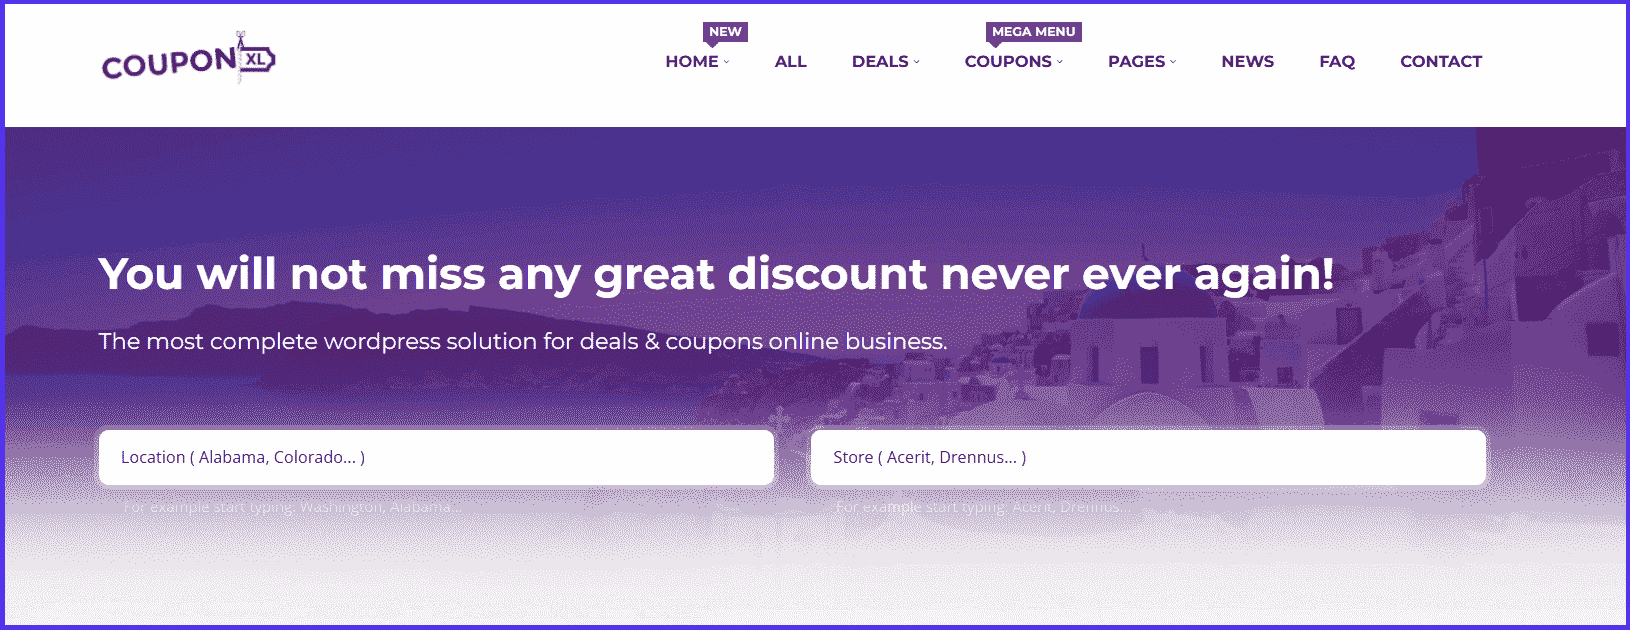 COUPON XL
NEW
MEGA MENU
HOME ALL DEALS COUPONS PAGES NEWS FAQ CONTACT
You will not miss any great discount never ever again!
The most complete wordpress solution for deals & coupons online business.
Location ( Alabama, Colorado... )
Store ( Acerit, Drennus... )
For example start typing: Washington, Alabama...
For example start typing: Acerit, Drennus...